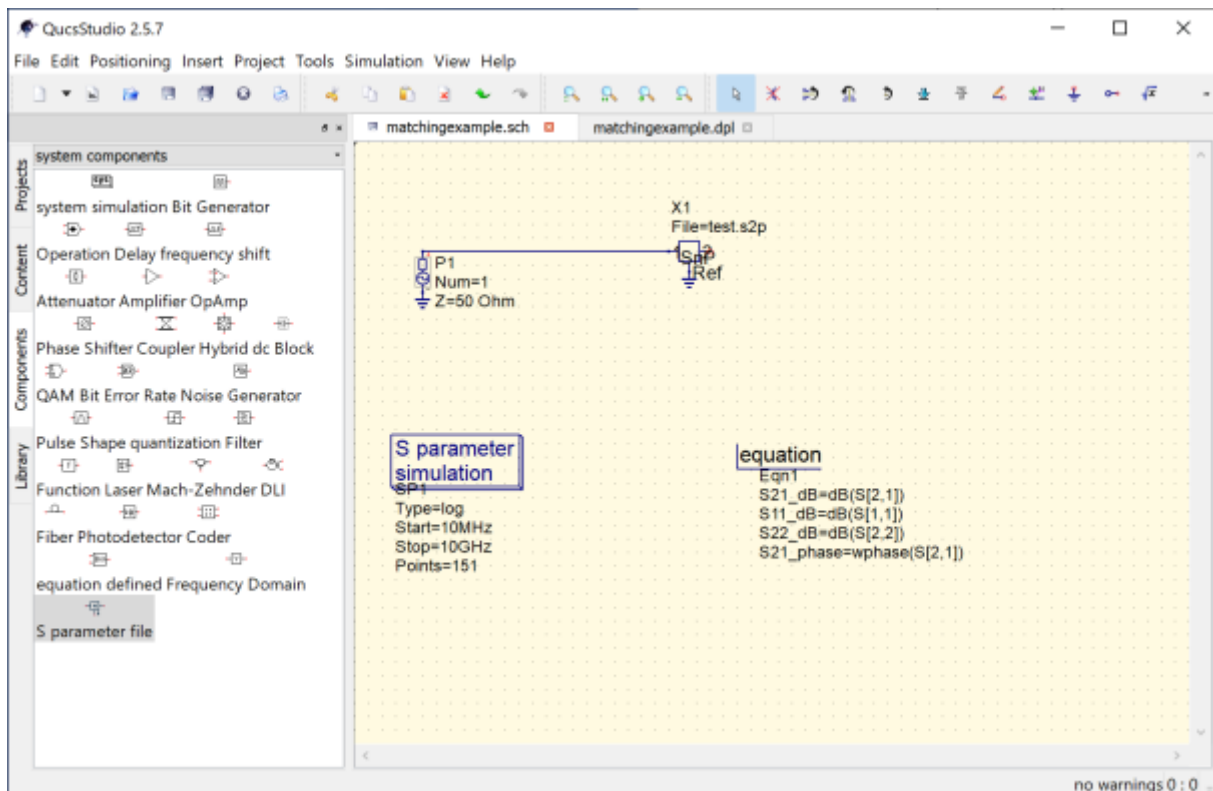 QucsStudio 2.5.7
File Edit Positioning Insert Project Tools Simulation View Help
matchingexample.sch
matchingexample.dpl
Projects
Content
Components
Library
system components
system simulation Bit Generator
Operation Delay frequency shift
Attenuator Amplifier OpAmp
Phase Shifter Coupler Hybrid dc Block
QAM Bit Error Rate Noise Generator
Pulse Shape quantization Filter
Function Laser Mach-Zehnder DLI
Fiber Photodetector Coder
equation defined Frequency Domain
S parameter file
X1
File=test.s2p
Ref
P1
Num=1
Z=50 Ohm
S parameter
simulation
SP1
Type=log
Start=10MHz
Stop=10GHz
Points=151
equation
Eqn1
S21_dB=dB(S[2,1])
S11_dB=dB(S[1,1])
S22_dB=dB(S[2,2])
S21_phase=wphase(S[2,1])
no warnings 0 : 0